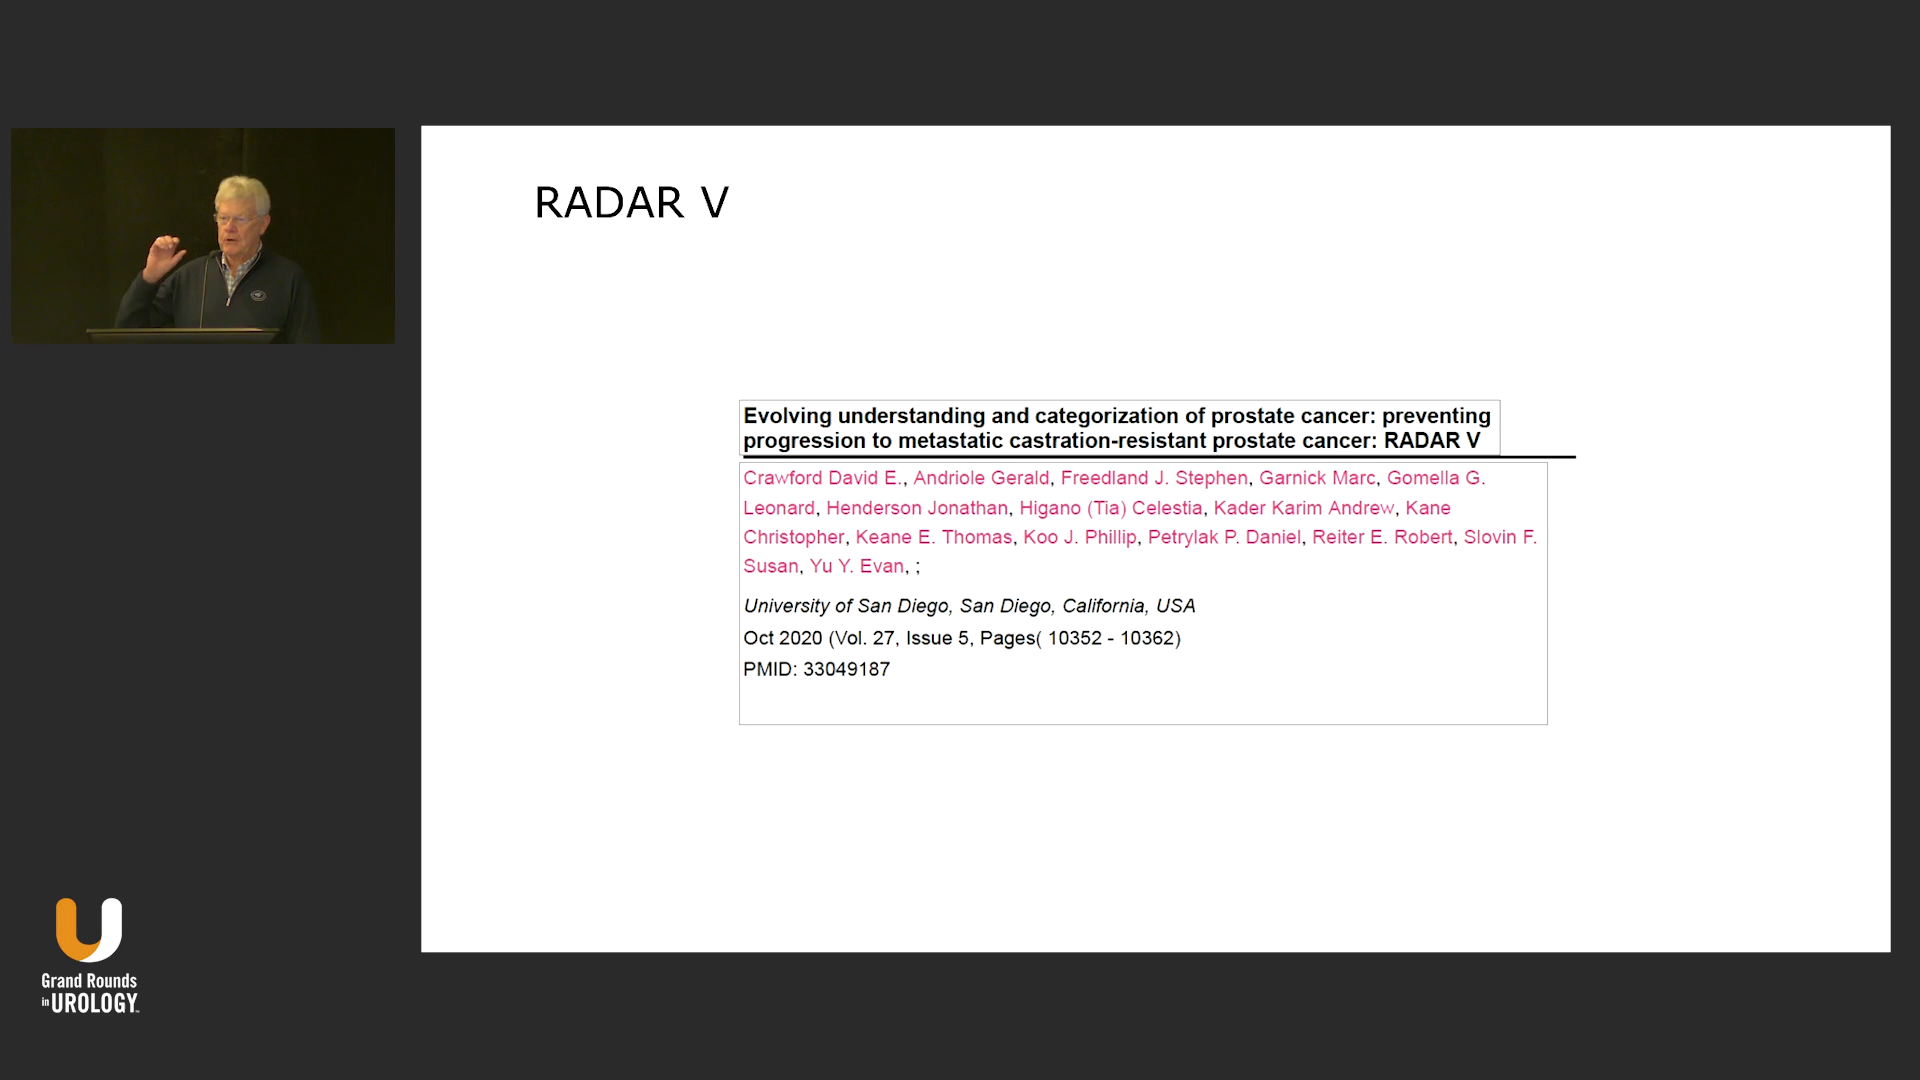 RADAR V
Evolving understanding and categorization of prostate cancer: preventing
progression to metastatic castration-resistant prostate cancer: RADAR V
Crawford David E., Andriole Gerald, Freedland J. Stephen, Garnick Marc, Gomella G.
Leonard, Henderson Jonathan, Higano (Tia) Celestia, Kader Karim Andrew, Kane
Christopher, Keane E. Thomas, Koo J. Phillip, Petrylak P. Daniel, Reiter E. Robert, Slovin F.
Susan, Yu Y. Evan, ;
University of San Diego, San Diego, California, USA
Oct 2020 (Vol. 27, Issue 5, Pages( 10352 - 10362)
PMID: 33049187
Grand Rounds
in UROLOGY